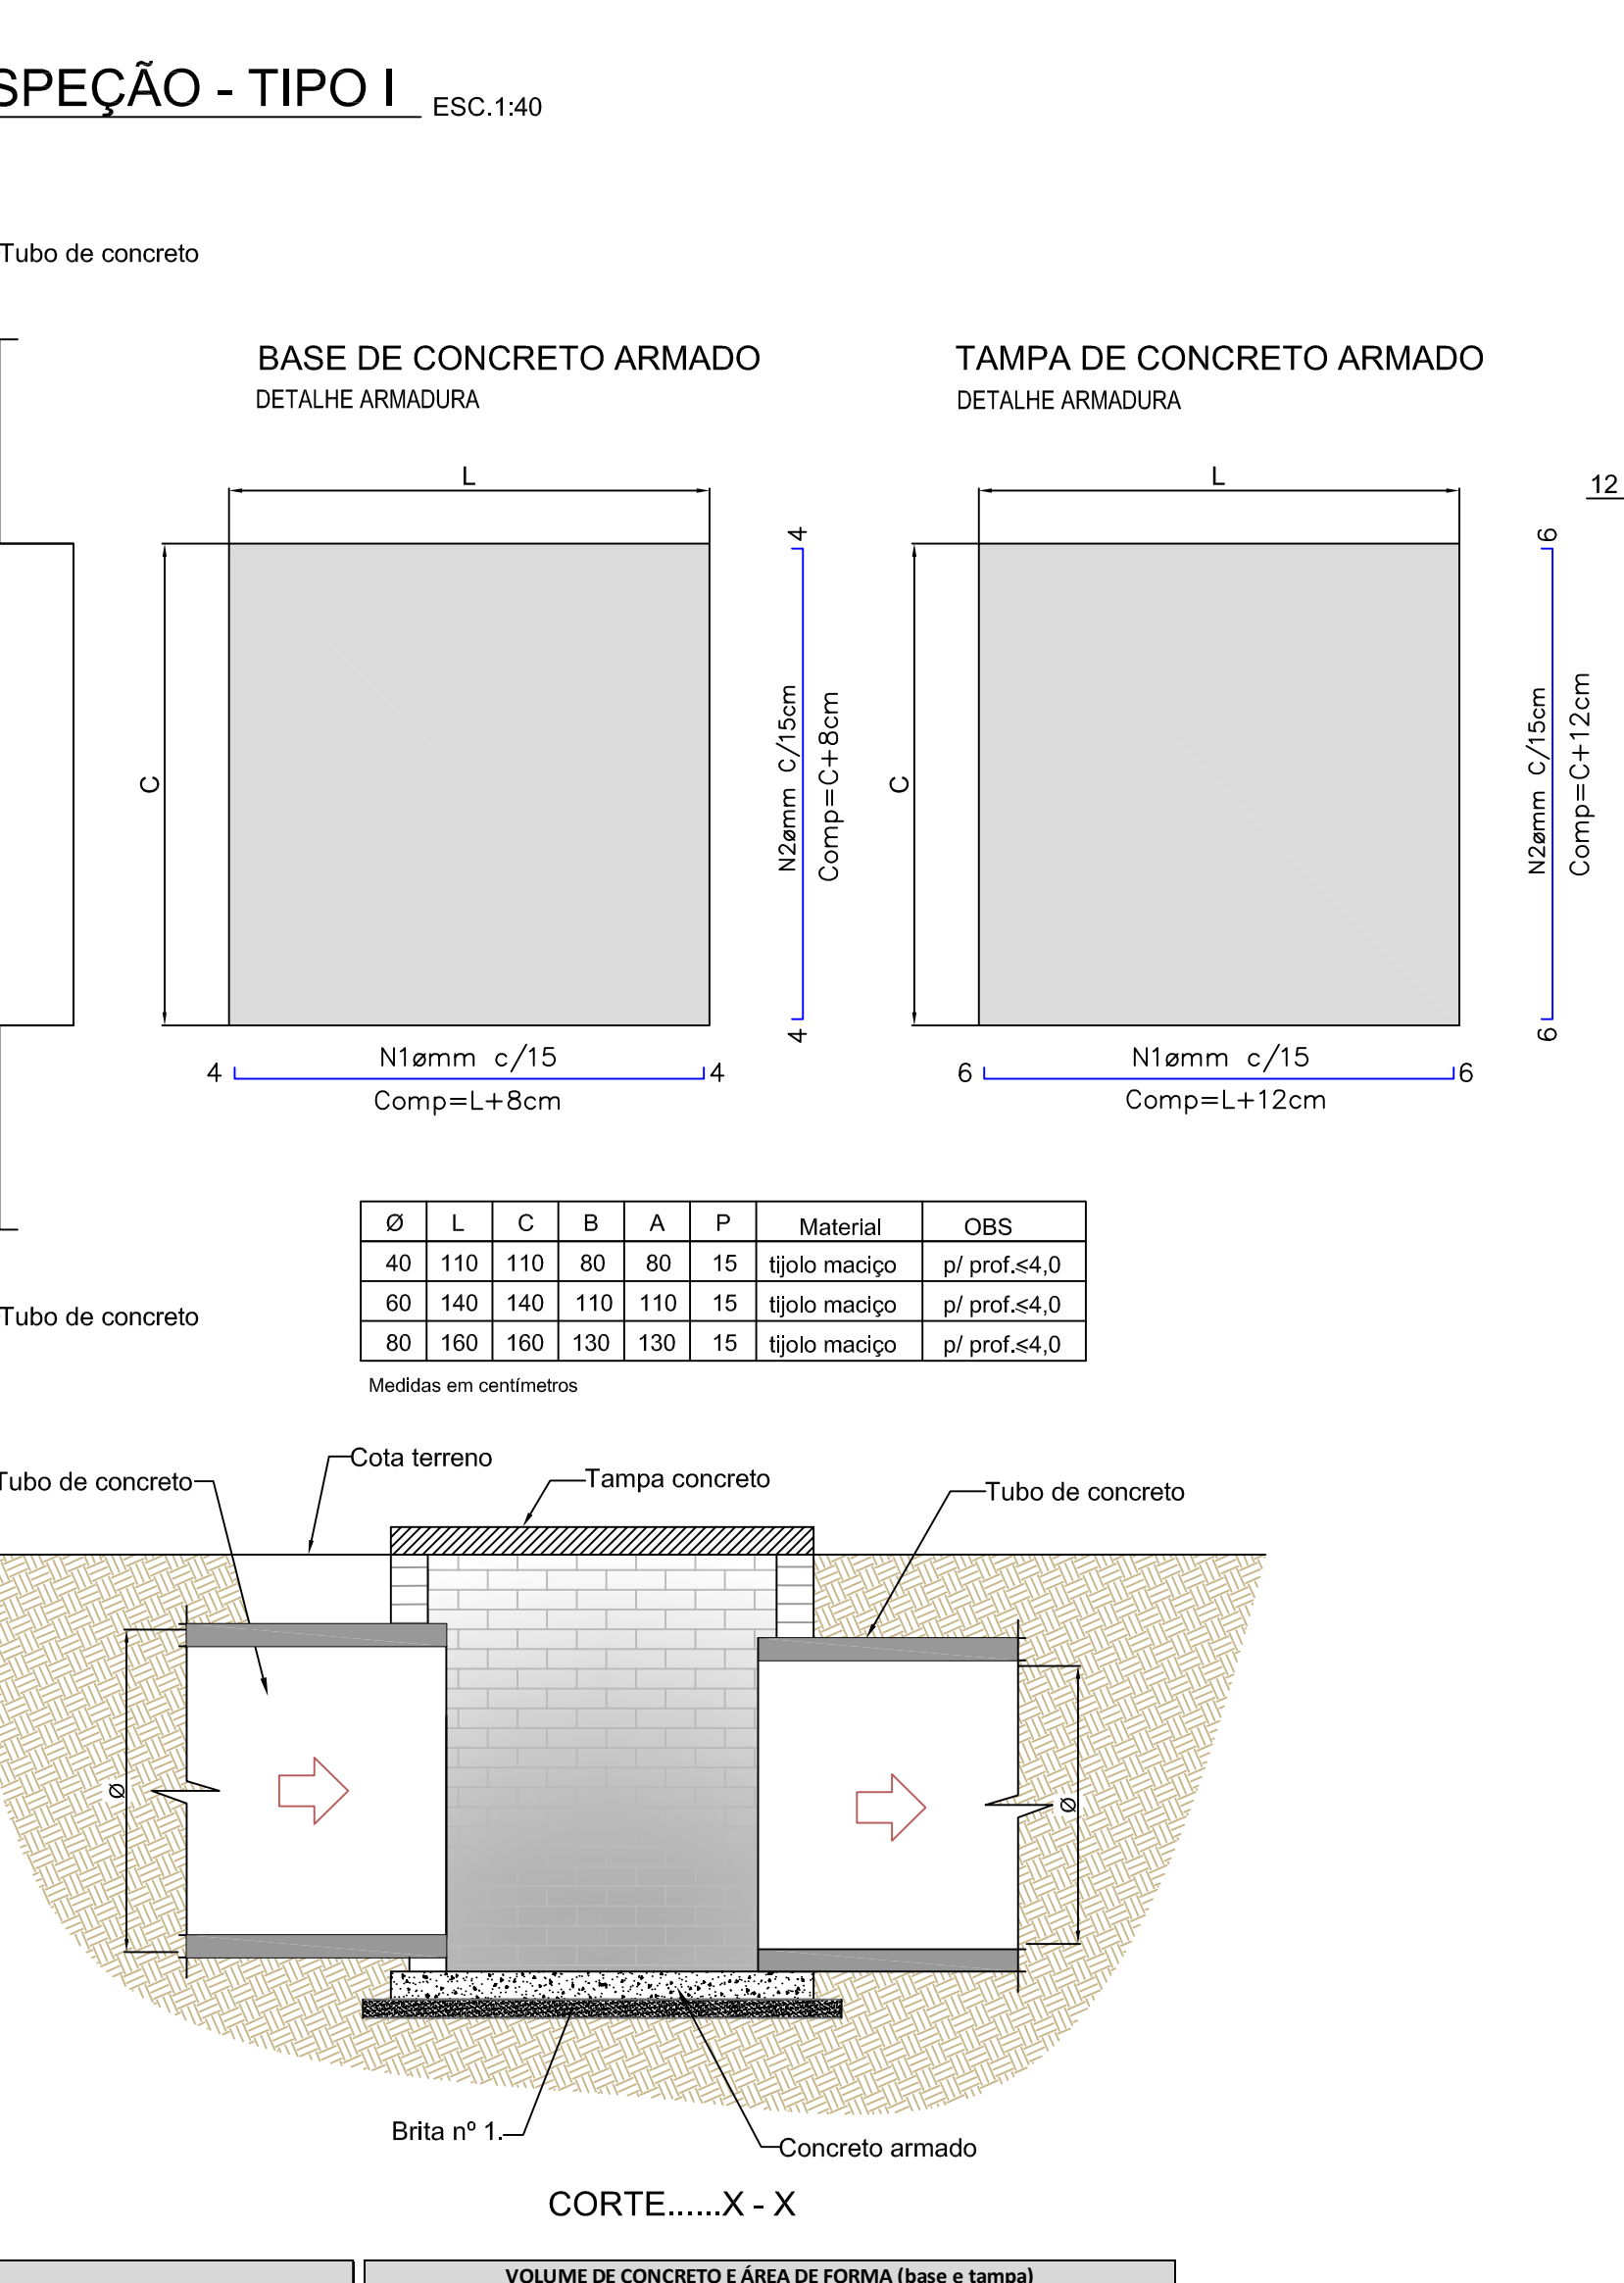 SPEÇÃO - TIPO I ESC.1:40
Tubo de concreto
BASE DE CONCRETO ARMADO
DETALHE ARMADURA
TAMPA DE CONCRETO ARMADO
DETALHE ARMADURA
L
L
12
4
6
C
N2ømm C/15cm
Comp=C+8cm
C
N2ømm C/15cm
Comp=C+12cm
4
6
4 N1ømm c/15 4
Comp=L+8cm
6 N1ømm c/15 6
Comp=L+12cm
Ø L C B A P Material OBS
40 110 110 80 80 15 tijolo maciço p/ prof.⩽4,0
60 140 140 110 110 15 tijolo maciço p/ prof.⩽4,0
80 160 160 130 130 15 tijolo maciço p/ prof.⩽4,0
Tubo de concreto
Medidas em centímetros
Cota terreno
Tubo de concreto
Tampa concreto
Tubo de concreto
Ø
Ø
Brita nº 1.
Concreto armado
CORTE......X - X
VOLUME DE CONCRETO E ÁREA DE FORMA (base e tampa)